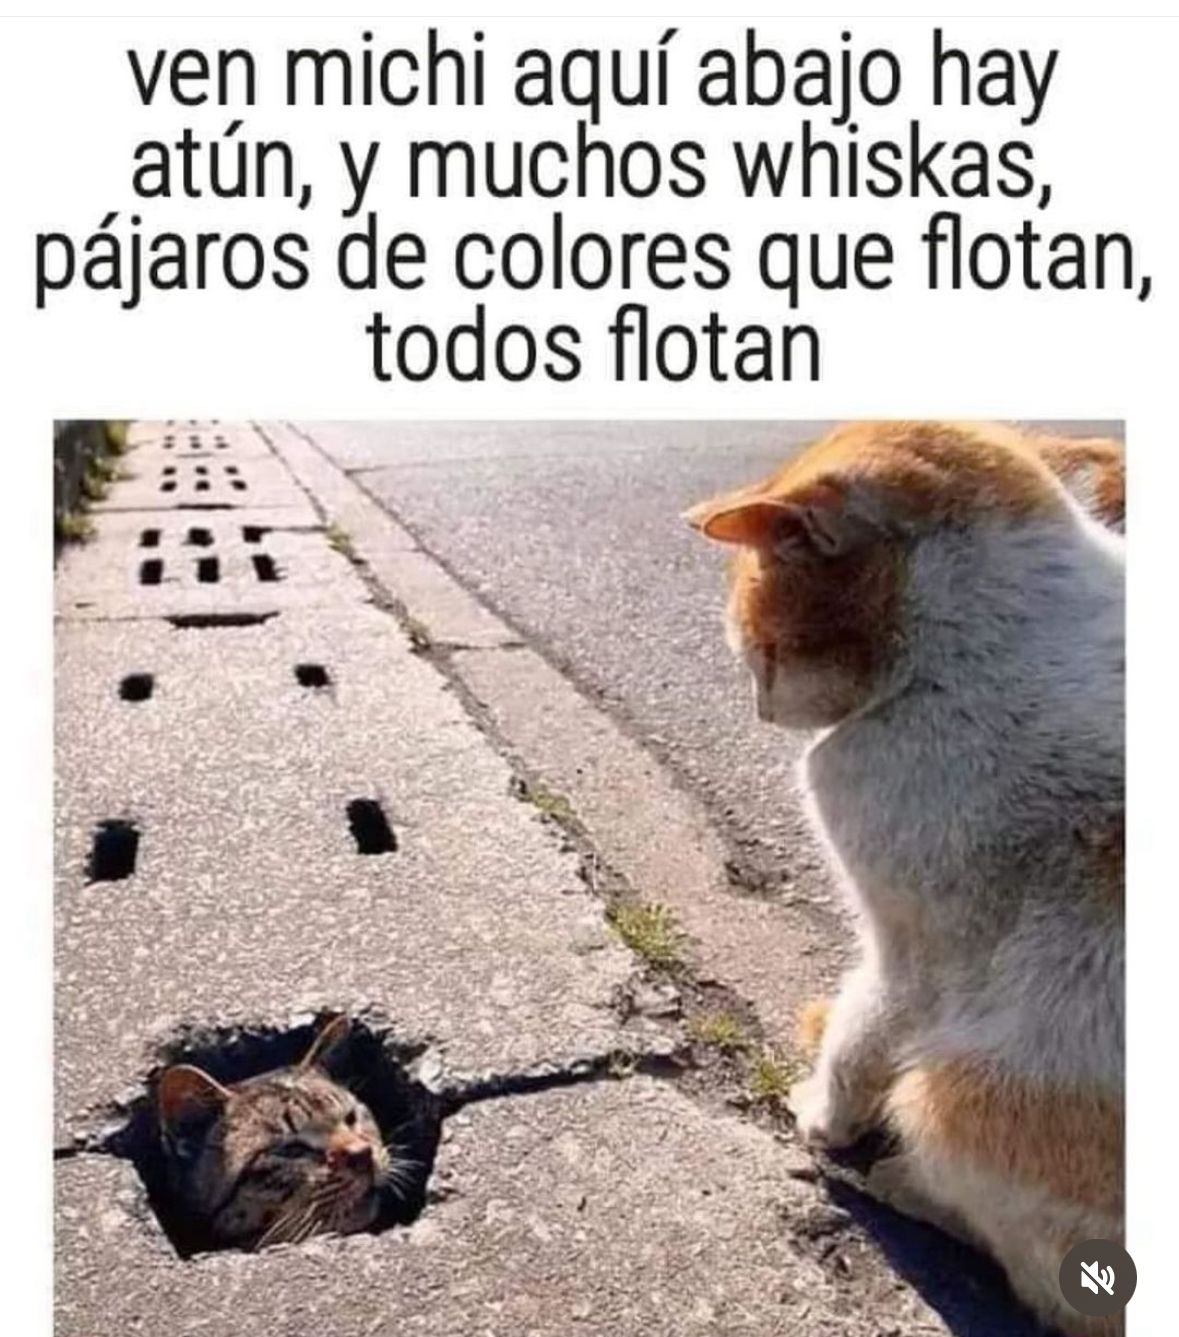 ven michi aquí abajo hay
atún, y muchos whiskas,
pájaros de colores que flotan,
todos flotan